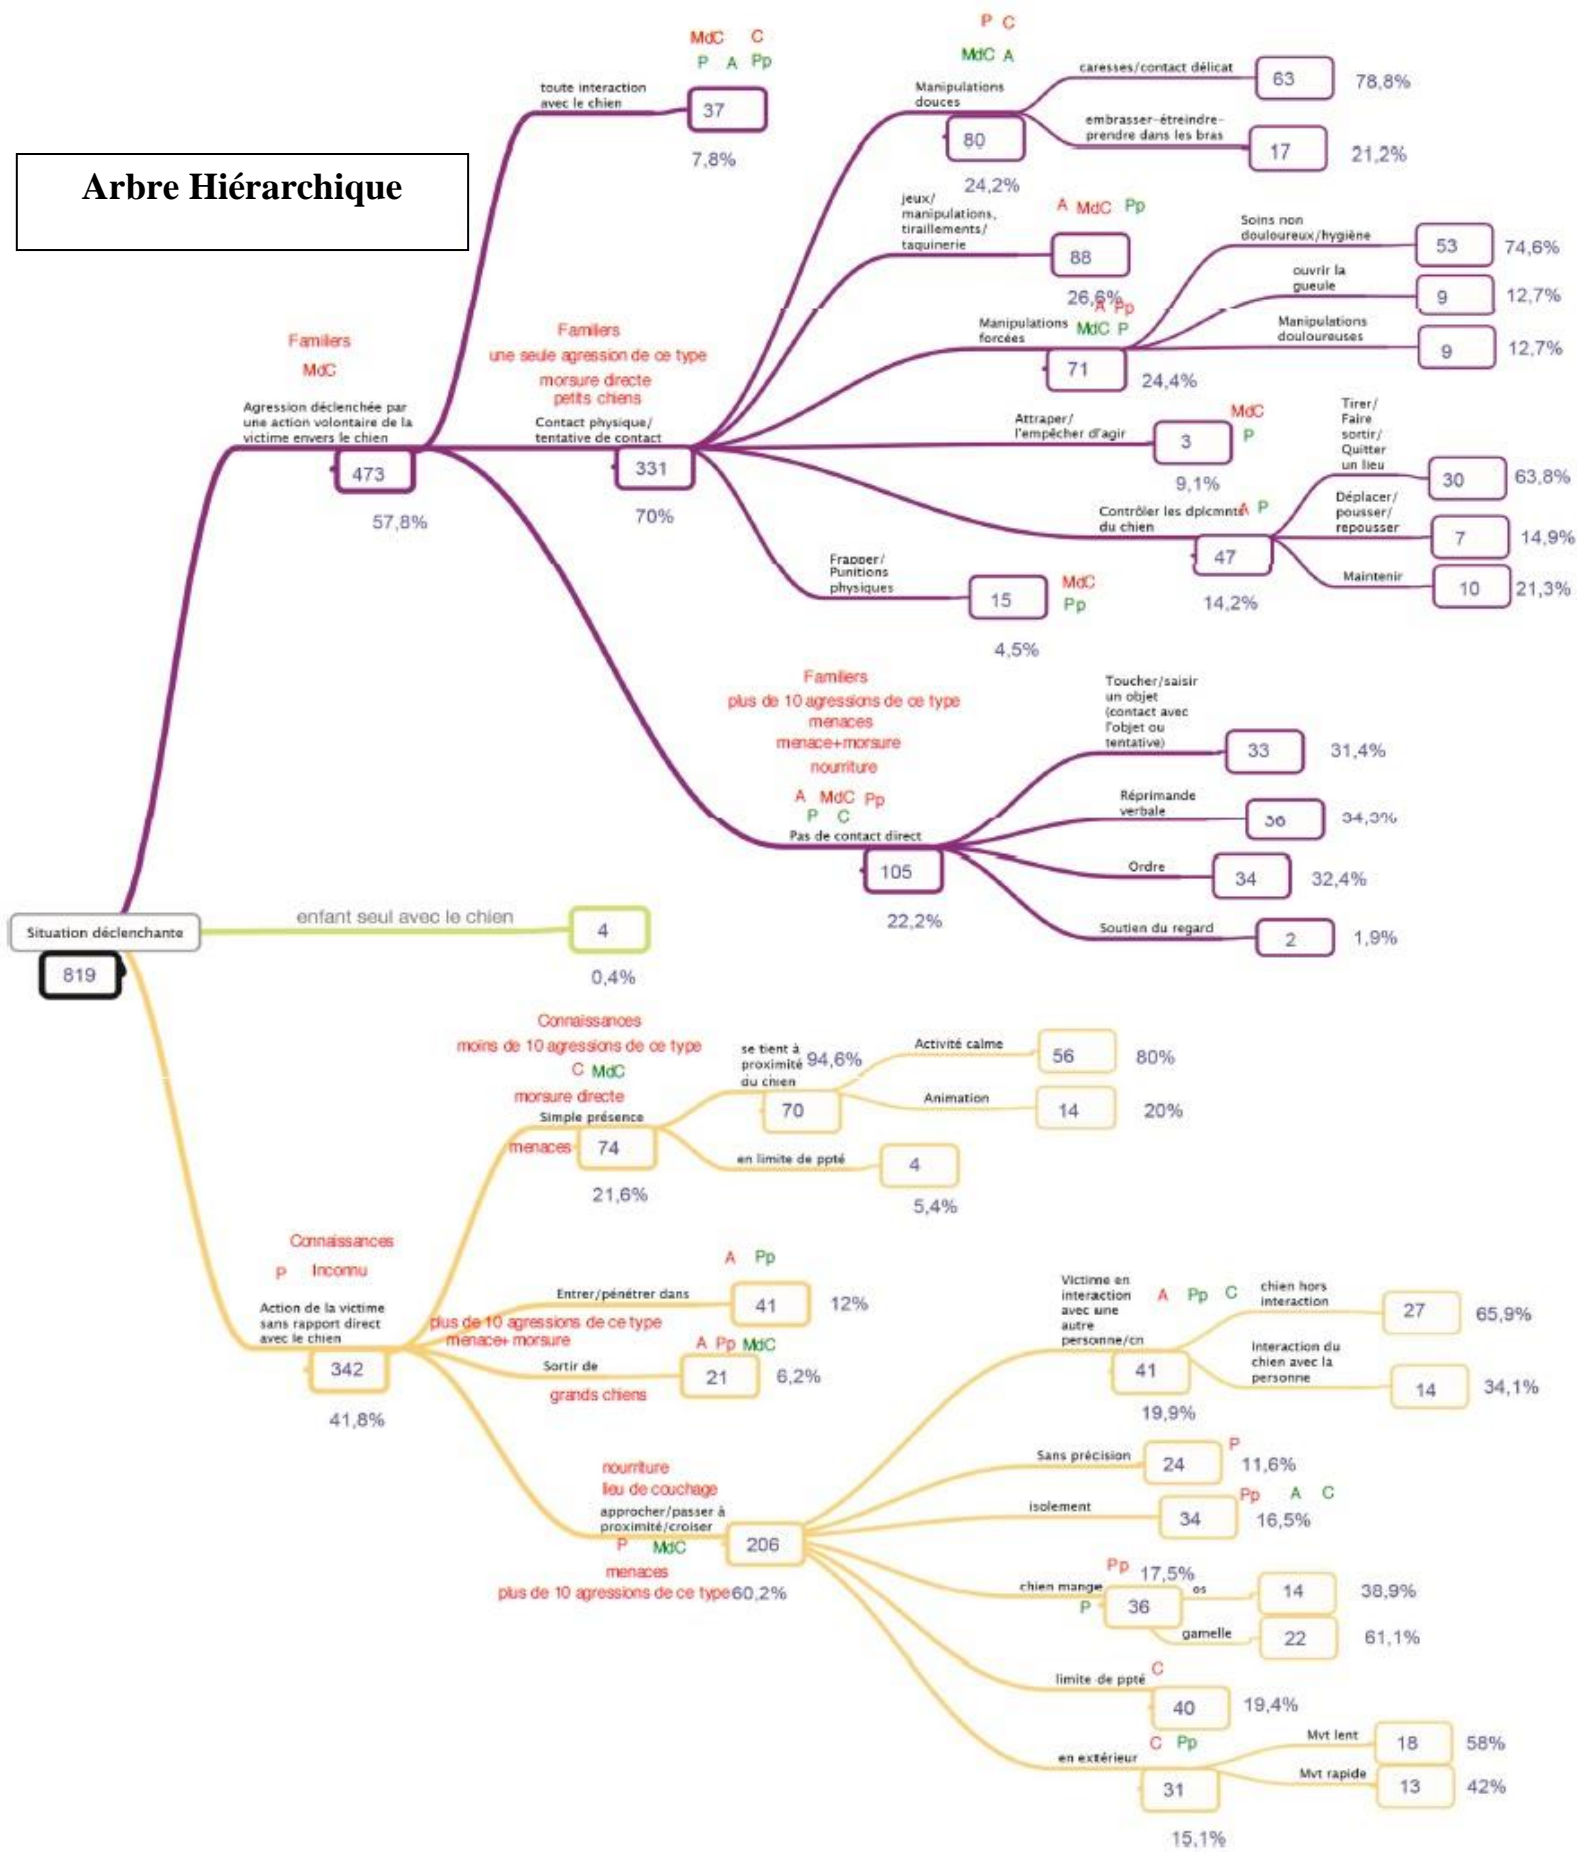 Arbre Hiérarchique
MdC C
P A Pp
toute interaction
avec le chien
37
7,8%
P C
MdC A
Manipulations
douces
80
24,2%
caresses/contact délicat
63
78,8%
embrasser-étreindre-
prendre dans les bras
17
21,2%
jeux/
manipulations,
tiraillements/
taquinerie
A MdC Pp
88
26,6%
A Pp
MdC P
Manipulations
forcées
71
24,4%
Soins non
douloureux/hygiène
53
74,6%
ouvrir la
gueule
9
12,7%
Manipulations
douloureuses
9
12,7%
Familiers
MdC
Agression déclenchée par
une action volontaire de la
victime envers le chien
473
57,8%
Familiers
une seule agression de ce type
morsure directe
petits chiens
Contact physique/
tentative de contact
331
70%
Attraper/
l'empêcher d'agir
MdC
P
3
9,1%
Contrôler les dplcmnts
du chien
A P
47
14,2%
Tirer/
Faire
sortir/
Quitter
un lieu
30
63,8%
Déplacer/
pousser/
repousser
7
14,9%
Maintenir
10
21,3%
Frapper/
Punitions
physiques
15
MdC
Pp
4,5%
Familiers
plus de 10 agressions de ce type
menaces
menace+morsure
nourriture
A MdC Pp
P C
Pas de contact direct
105
22,2%
Toucher/saisir
un objet
(contact avec
l'objet ou
tentative)
33
31,4%
Réprimande
verbale
36
34,3%
Ordre
34
32,4%
Soutien du regard
2
1,9%
Situation déclenchante
819
enfant seul avec le chien
4
0,4%
Connaissances
moins de 10 agressions de ce type
C MdC
morsure directe
Simple présence
menaces
74
21,6%
se tient à
proximité
du chien
94,6%
70
Activité calme
56
80%
Animation
14
20%
en limite de ppté
4
5,4%
Connaissances
P Inconnu
Action de la victime
sans rapport direct
avec le chien
342
41,8%
A Pp
Entrer/pénétrer dans
41
12%
plus de 10 agressions de ce type
menace+ morsure
A Pp MdC
Sortir de
21
6,2%
grands chiens
nourriture
lieu de couchage
approcher/passer à
proximité/croiser
P MdC
206
menaces
plus de 10 agressions de ce type
60,2%
Victime en
interaction
avec une
autre
personne/cn
A Pp C
41
19,9%
chien hors
interaction
27
65,9%
Interaction du
chien avec la
personne
14
34,1%
Sans précision
24
P
11,6%
isolement
34
Pp A C
16,5%
chien mange
Pp
17,5%
P
36
os
14
38,9%
gamelle
22
61,1%
limite de ppté
C
40
19,4%
C Pp
en extérieur
31
15,1%
Mvt lent
18
58%
Mvt rapide
13
42%